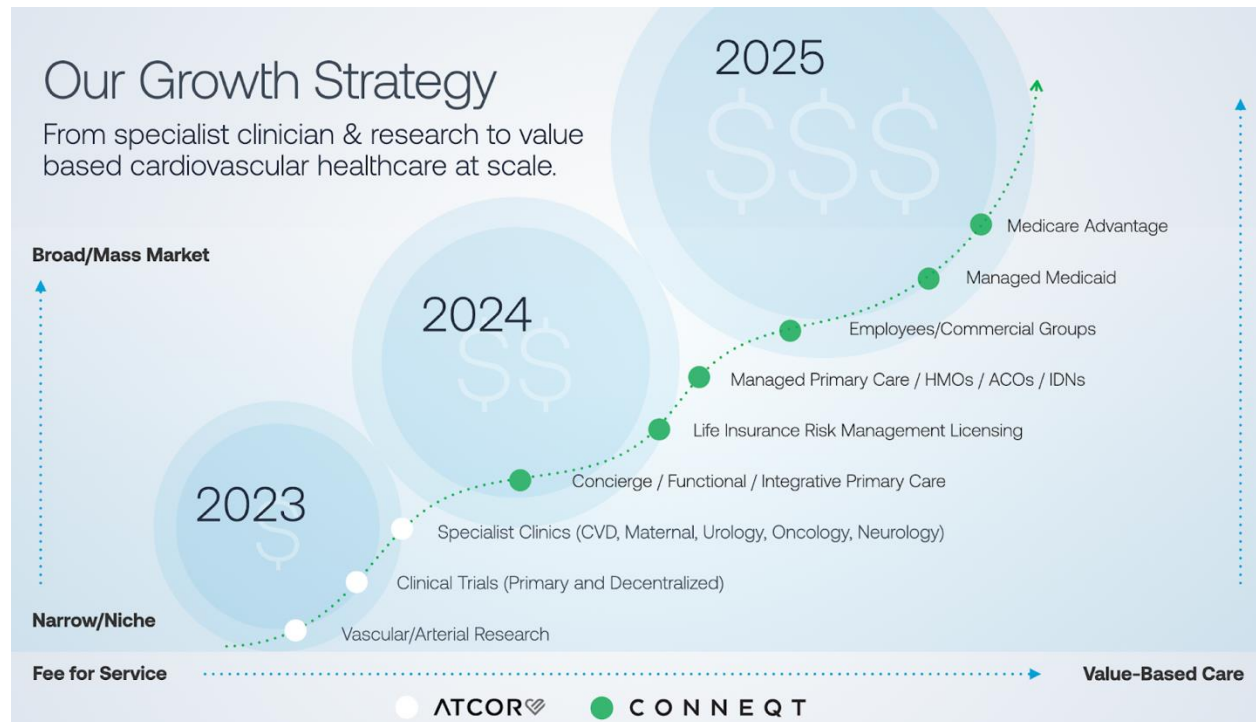 Our Growth Strategy
From specialist clinician & research to value
based cardiovascular healthcare at scale.
2025
$$$
Medicare Advantage
Broad/Mass Market
Managed Medicaid
2024
$$
Employees/Commercial Groups
Managed Primary Care / HMOs / ACOs / IDNs
Life Insurance Risk Management Licensing
Concierge / Functional / Integrative Primary Care
2023
$
Specialist Clinics (CVD, Maternal, Urology, Oncology, Neurology)
Clinical Trials (Primary and Decentralized)
Narrow/Niche
Vascular/Arterial Research
Fee for Service
Value-Based Care
ATCOR
CONNEQT